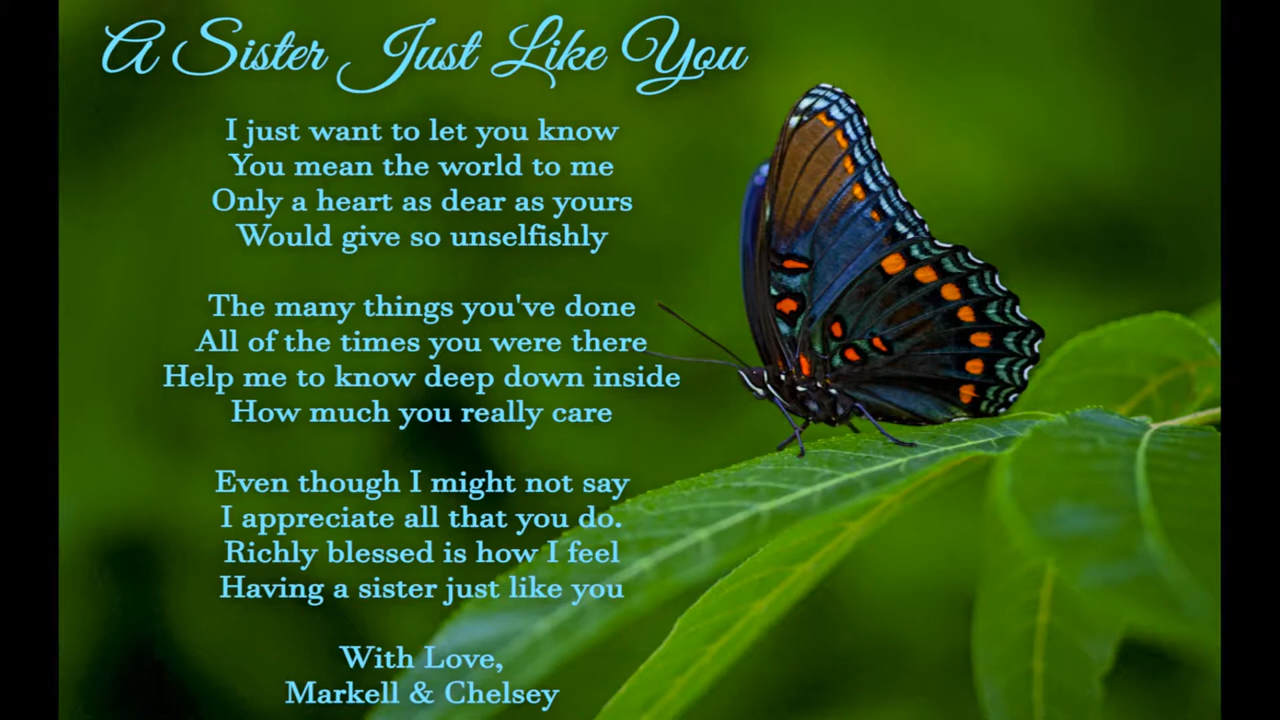 A Sister Just Like You
I just want to let you know
You mean the world to me
Only a heart as dear as yours
Would give so unselfishly
The many things you've done
All of the times you were there
Help me to know deep down inside
How much you really care
Even though I might not say
I appreciate all that you do.
Richly blessed is how I feel
Having a sister just like you
With Love,
Markell & Chelsey